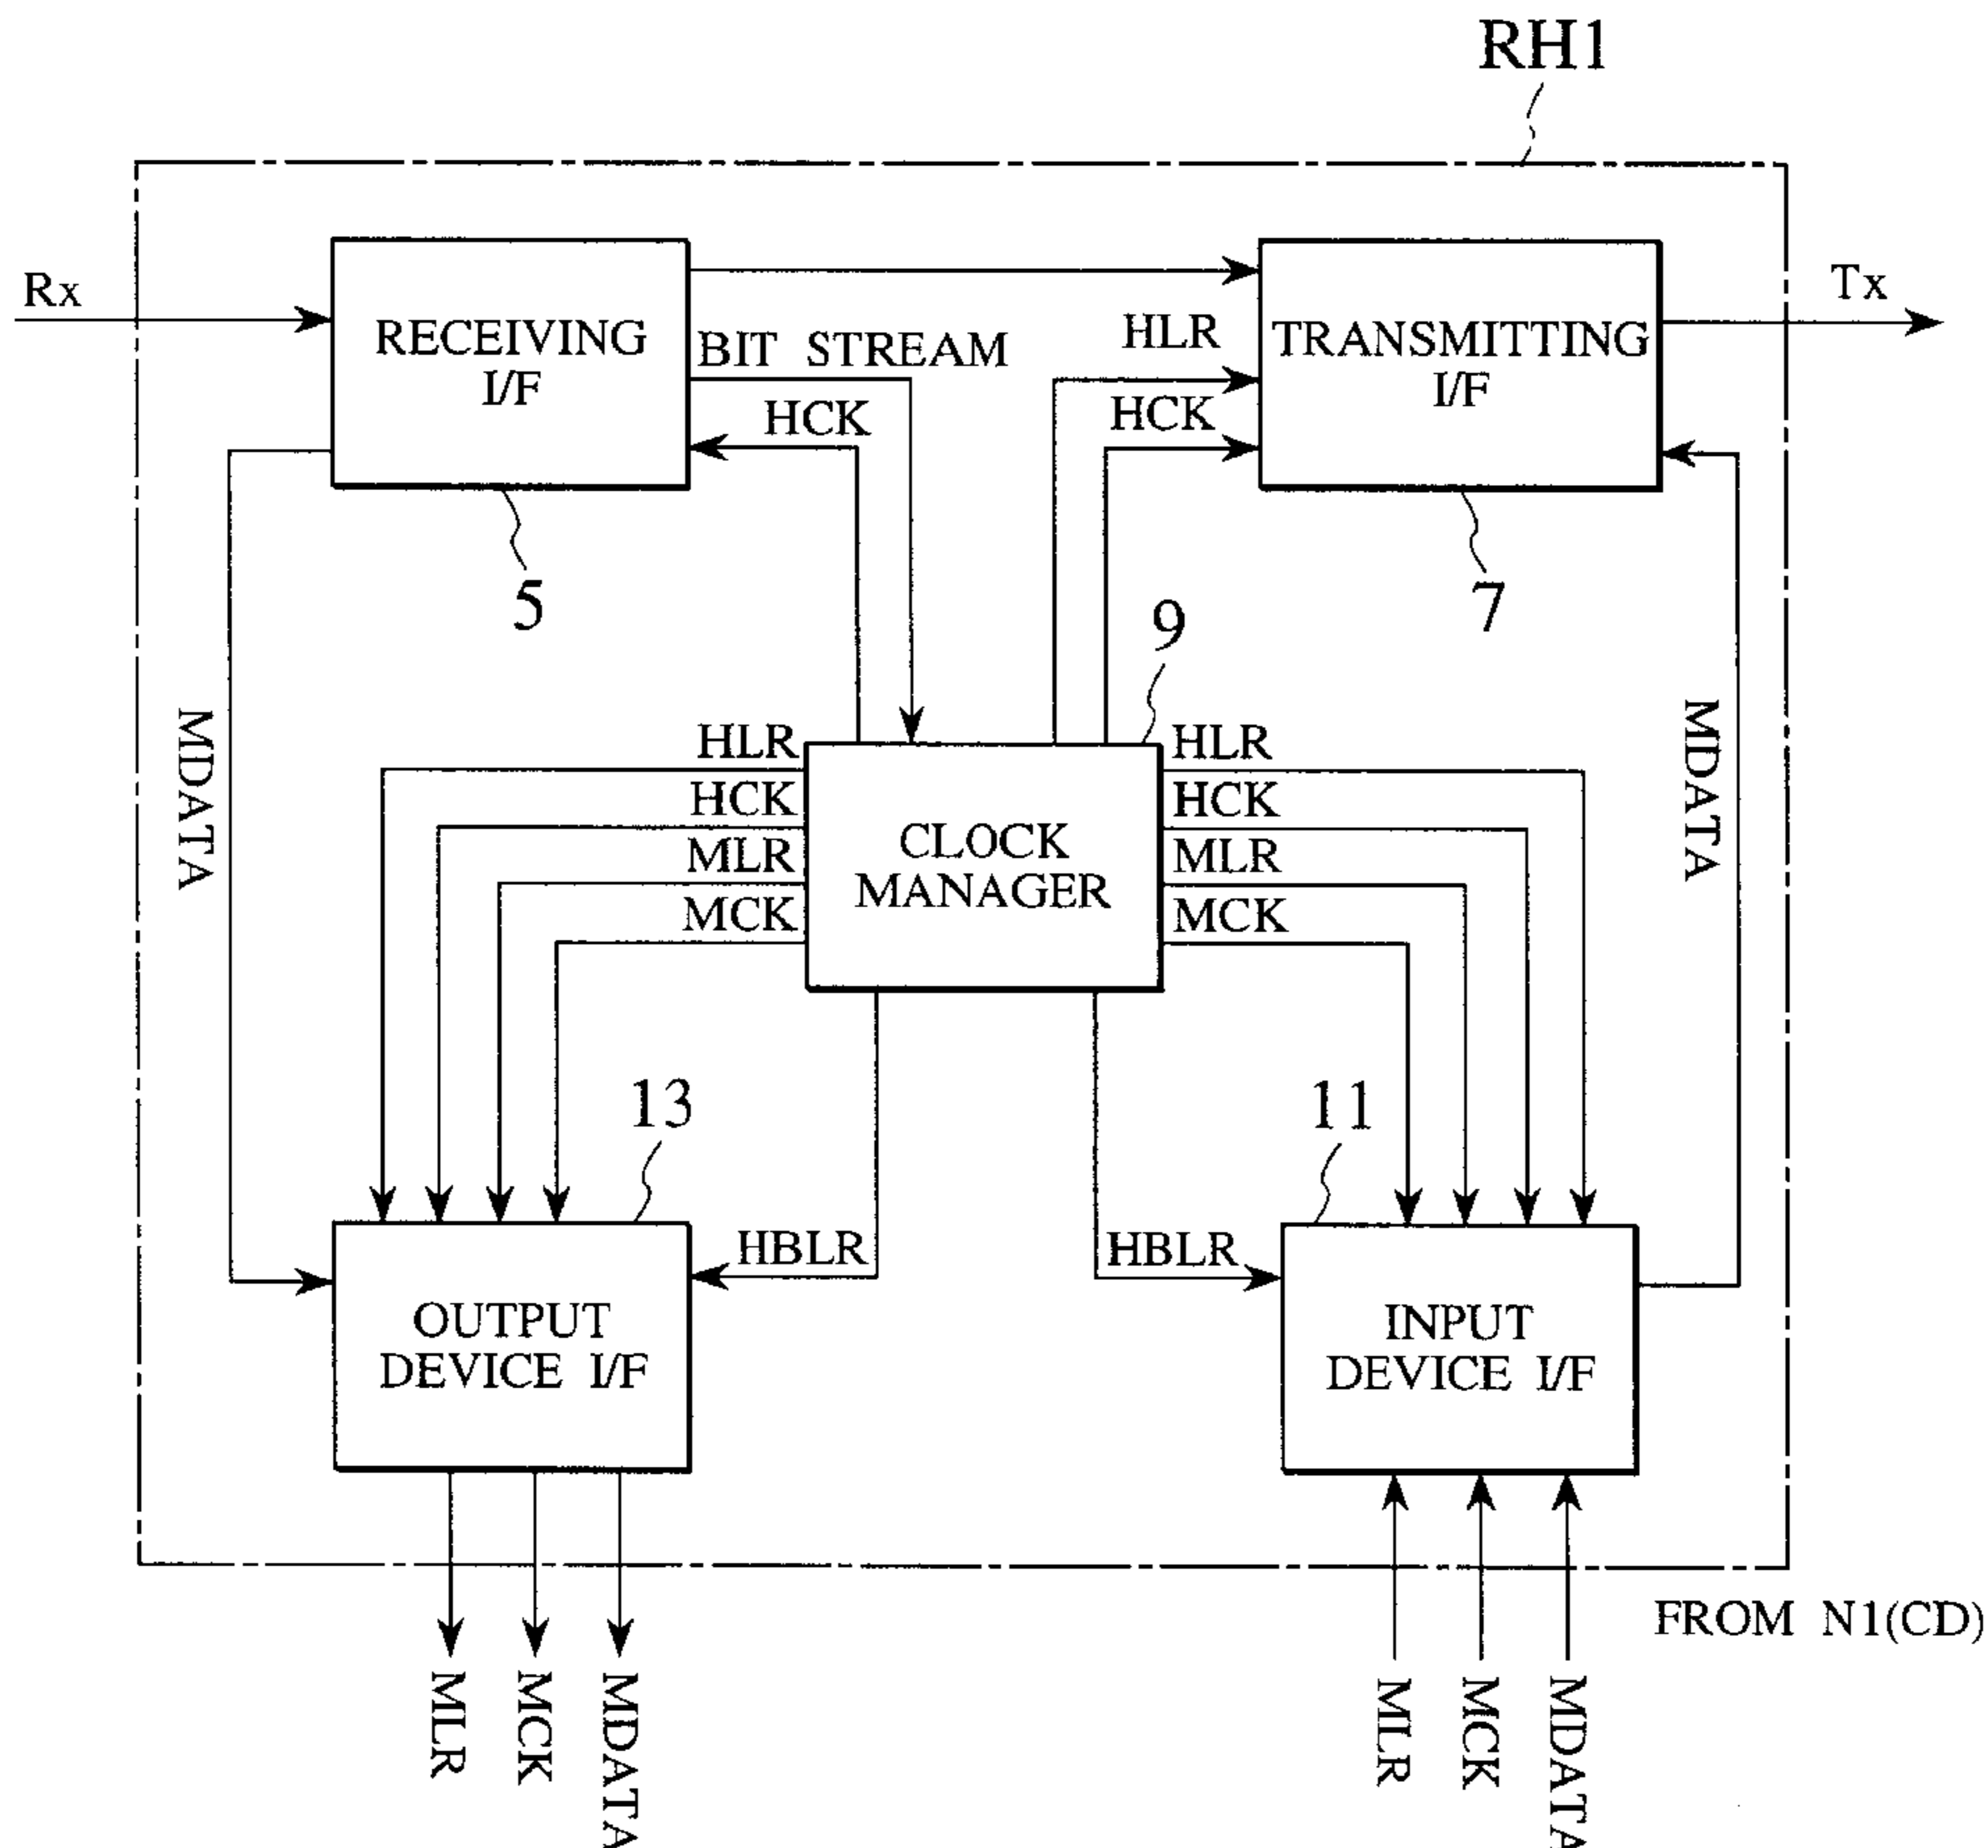 RH1
Rx
Tx
RECEIVING
I/F
BIT STREAM
HCK
HLR
HCK
TRANSMITTING
I/F
5
7
9
MDATA
MDATA
HLR
HCK
MLR
MCK
CLOCK
MANAGER
HLR
HCK
MLR
MCK
13
11
HBLR
HBLR
OUTPUT
DEVICE I/F
INPUT
DEVICE I/F
FROM N1(CD)
MLR
MCK
MDATA
MLR
MCK
MDATA